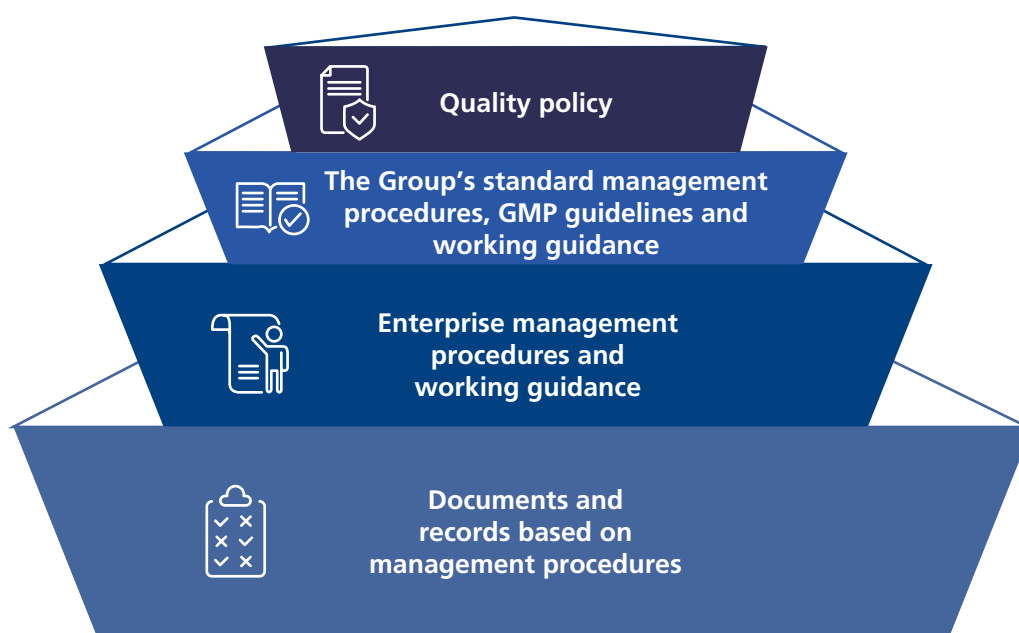 Quality policy
The Group’s standard management
procedures, GMP guidelines and
working guidance
Enterprise management
procedures and
working guidance
Documents and
records based on
management procedures